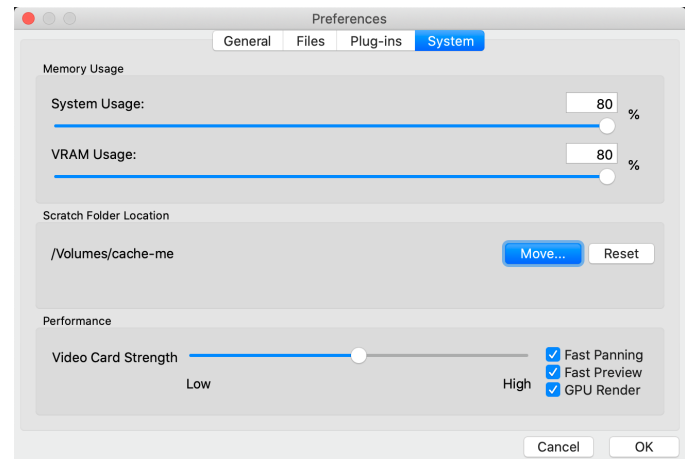 Preferences
General Files Plug-ins System
Memory Usage
System Usage: 80 %
VRAM Usage: 80 %
Scratch Folder Location
/Volumes/cache-me Move... Reset
Performance
Video Card Strength Fast Panning
Fast Preview
Low High GPU Render
Cancel OK